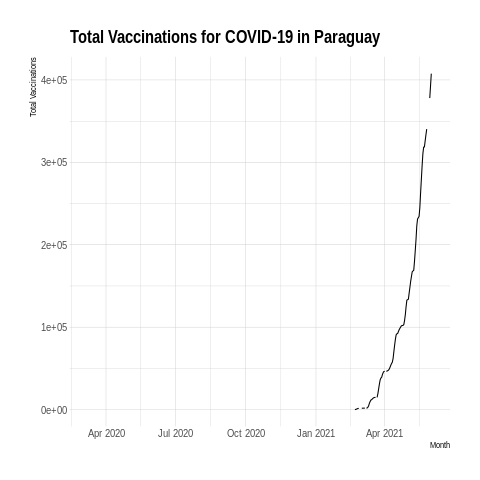 Total Vaccinations for COVID-19 in Paraguay
Total Vaccinations
4e+05
3e+05
2e+05
1e+05
0e+00
Apr 2020 Jul 2020 Oct 2020 Jan 2021 Apr 2021
Month